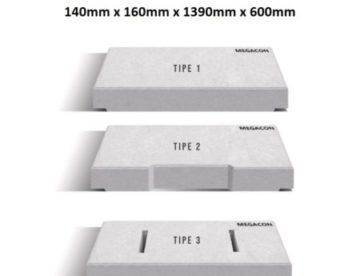 140mm x 160mm x 1390mm x 600mm
MEGACON
TIPE 1
MEGACON
TIPE 2
MEGACON
TIPE 3